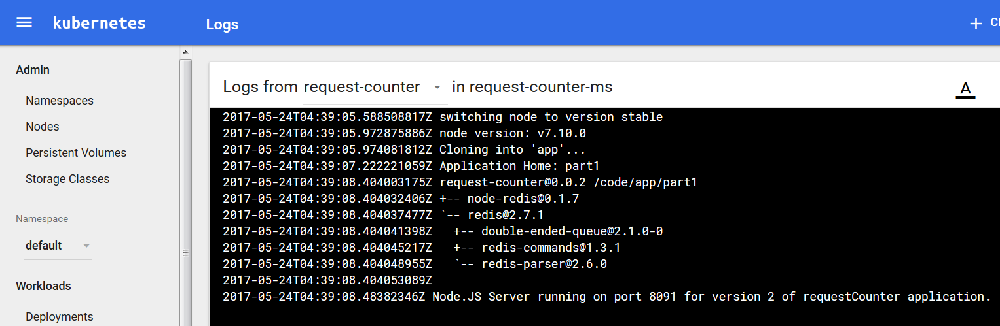 kubernetes
Logs
Admin
Namespaces
Nodes
Persistent Volumes
Storage Classes
Namespace
default
Workloads
Deployments
Logs from request-counter in request-counter-ms
A
2017-05-24T04:39:05.588508817Z switching node to version stable
2017-05-24T04:39:05.972875886Z node version: v7.10.0
2017-05-24T04:39:05.974081812Z Cloning into 'app'...
2017-05-24T04:39:07.222221059Z Application Home: part1
2017-05-24T04:39:08.404003175Z request-counter@0.0.2 /code/app/part1
2017-05-24T04:39:08.404032406Z +-- node-redis@0.1.7
2017-05-24T04:39:08.404037477Z `-- redis@2.7.1
2017-05-24T04:39:08.404041398Z   +-- double-ended-queue@2.1.0-0
2017-05-24T04:39:08.404045217Z   +-- redis-commands@1.3.1
2017-05-24T04:39:08.404048955Z   `-- redis-parser@2.6.0
2017-05-24T04:39:08.404053089Z
2017-05-24T04:39:08.48382346Z Node.JS Server running on port 8091 for version 2 of requestCounter application.